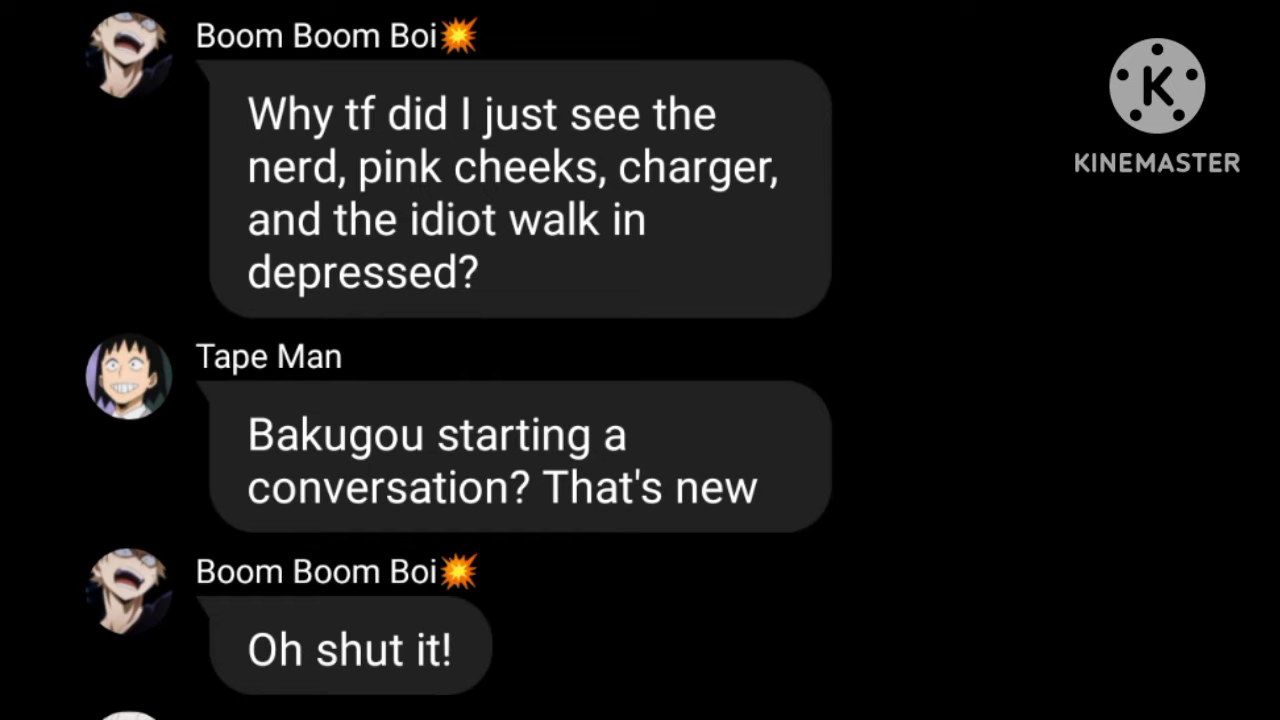 Boom Boom Boi💥
Why tf did I just see the
nerd, pink cheeks, charger,
and the idiot walk in
depressed?
Tape Man
Bakugou starting a
conversation? That's new
Boom Boom Boi💥
Oh shut it!
K
KINEMASTER